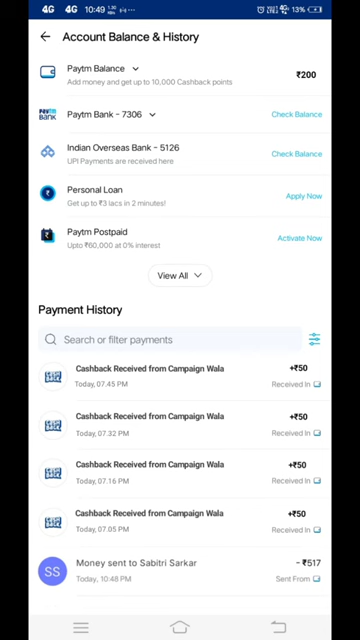 4G 4G 10:49
4G 13%
Account Balance & History
Paytm Balance
Add money and get up to 10,000 Cashback points
₹200
Paytm
BANK
Paytm Bank - 7306
Check Balance
Indian Overseas Bank - 5126
UPI Payments are received here
Check Balance
Personal Loan
Get up to ₹3 lacs in 2 minutes!
Apply Now
Paytm Postpaid
Upto ₹60,000 at 0% interest
Activate Now
View All
Payment History
Search or filter payments
Cashback Received from Campaign Wala
+₹50
Today, 07.45 PM
Received In
Cashback Received from Campaign Wala
+₹50
Today, 07.32 PM
Received In
Cashback Received from Campaign Wala
+₹50
Today, 07.16 PM
Received In
Cashback Received from Campaign Wala
+₹50
Today, 07.05 PM
Received In
SS
Money sent to Sabitri Sarkar
- ₹517
Today, 10:48 PM
Sent From